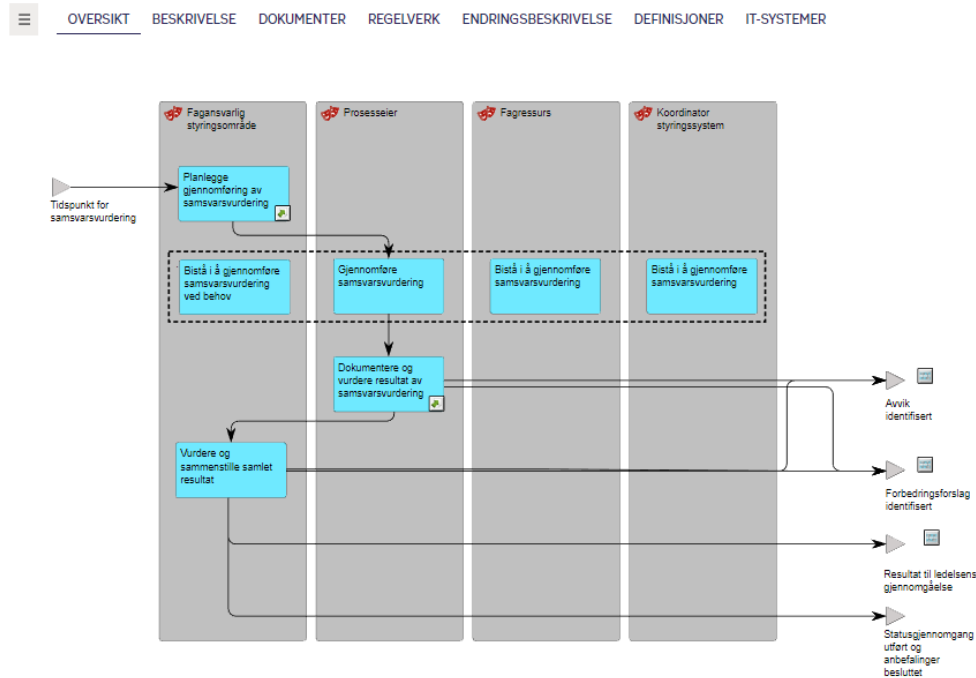 OVERSIKT BESKRIVELSE DOKUMENTER REGELVERK ENDRINGSBESKRIVELSE DEFINISJONER IT-SYSTEMER
Fagansvarlig
styringsområde
Prosesseier
Fagressurs
Koordinator
styringssystem
Planlegge
gjennomføring av
samsvarsvurdering
Tidspunkt for
samsvarsvurdering
Bistå i å gjennomføre
samsvarsvurdering
ved behov
Gjennomføre
samsvarsvurdering
Bistå i å gjennomføre
samsvarsvurdering
Bistå i å gjennomføre
samsvarsvurdering
Dokumentere og
vurdere resultat av
samsvarsvurdering
Avvik
identifisert
Vurdere og
sammenstille samlet
resultat
Forbedringsforslag
identifisert
Resultat til ledelsens
gjennomgåelse
Statusgjennomgang
utført og
anbefalinger
besluttet